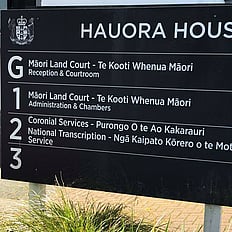 HAUORA HOUS
G Māori Land Court - Te Kooti Whenua Māori
Reception & Courtroom
1 Māori Land Court - Te Kooti Whenua Māori
Administration & Chambers
2 Coronial Services - Purongo O te Ao Kakarauri
National Transcription - Ngā Kaipato Kōrero o te Mot
Service
3